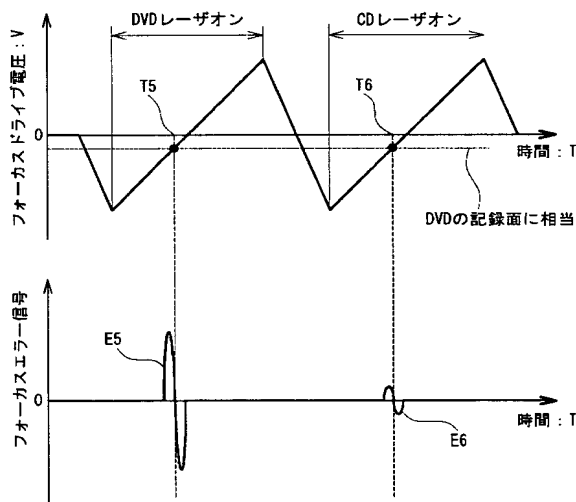 フォーカスドライブ電圧:V
DVDレーザオン
CDレーザオン
T5
T6
0
時間:T
DVDの記録面に相当
フォーカスエラー信号
E5
0
時間:T
E6